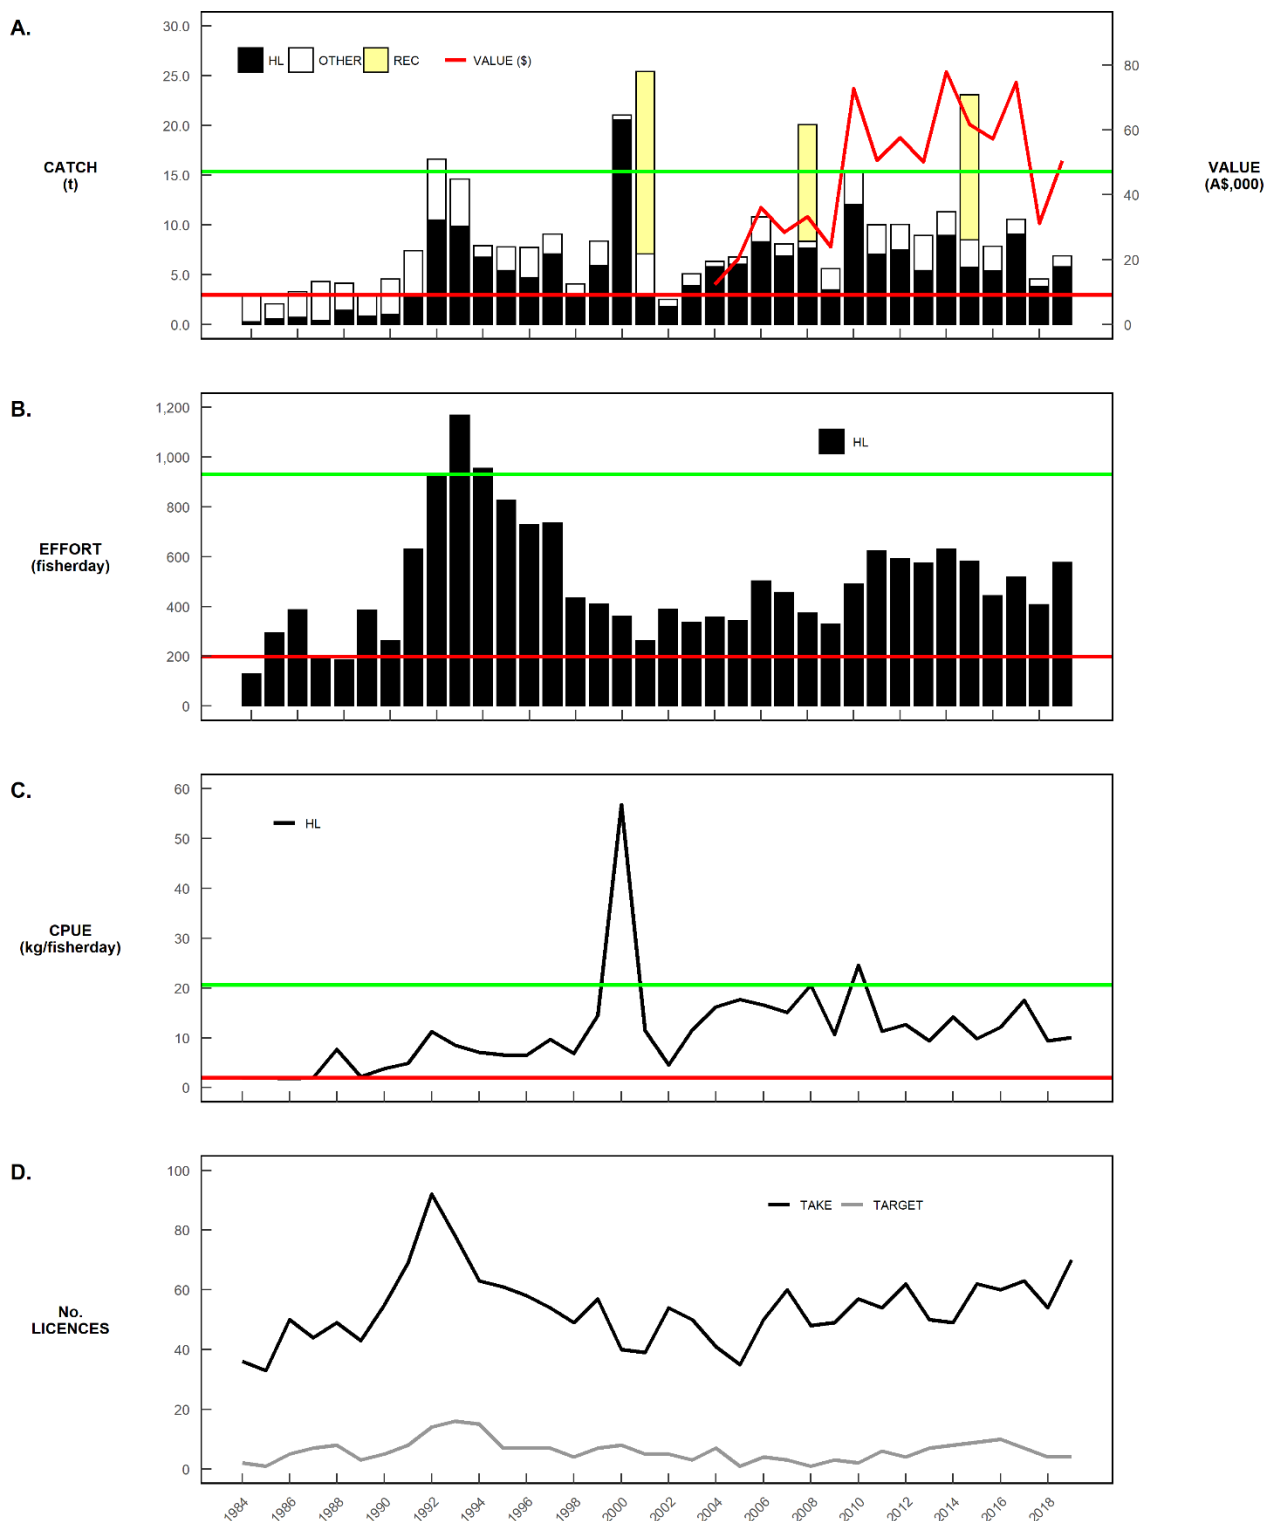 A.
30.0
25.0
20.0
15.0
10.0
5.0
0.0
CATCH
(t)
HL OTHER REC VALUE ($)
80
60
40
20
0
VALUE
(A$,000)
B.
1,200
1,000
800
600
400
200
0
EFFORT
(fisherday)
HL
C.
60
50
40
30
20
10
0
CPUE
(kg/fisherday)
HL
D.
100
80
60
40
20
0
No.
LICENCES
TAKE TARGET
1984 1986 1988 1990 1992 1994 1996 1998 2000 2002 2004 2006 2008 2010 2012 2014 2016 2018